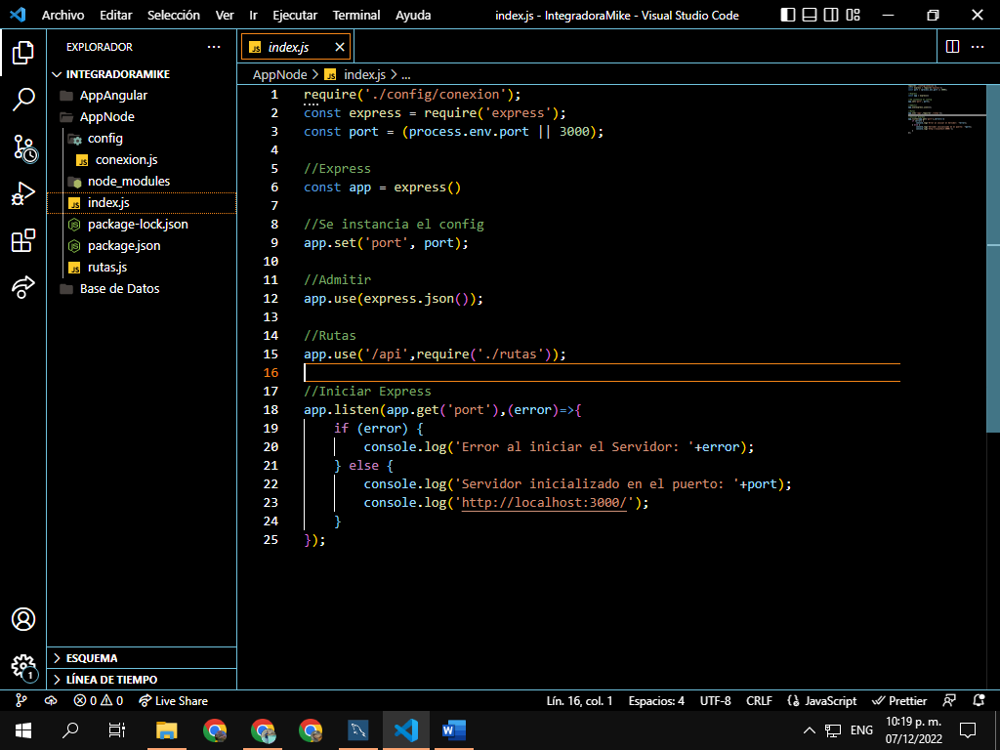 Archivo Editar Selección Ver Ir Ejecutar Terminal Ayuda index.js - IntegradoraMike - Visual Studio Code
EXPLORADOR
INTEGRADORAMIKE
AppAngular
AppNode
config
JS conexion.js
node_modules
JS index.js
JS package-lock.json
JS package.json
JS rutas.js
Base de Datos
ESQUEMA
LÍNEA DE TIEMPO
JS index.js
AppNode > JS index.js > ...
1 require('./config/conexion');
2 const express = require('express');
3 const port = (process.env.port || 3000);
4
5 //Express
6 const app = express()
7
8 //Se instancia el config
9 app.set('port', port);
10
11 //Admitir
12 app.use(express.json());
13
14 //Rutas
15 app.use('/api',require('./rutas'));
16
17 //Iniciar Express
18 app.listen(app.get('port'),(error)=>{
19 if (error) {
20 console.log('Error al iniciar el Servidor: '+error);
21 } else {
22 console.log('Servidor inicializado en el puerto: '+port);
23 console.log('http://localhost:3000/');
24 }
25 });
1
0 0 Live Share Lín. 16, col. 1 Espacios: 4 UTF-8 CRLF {} JavaScript Prettier
W ENG 10:19 p. m.
07/12/2022